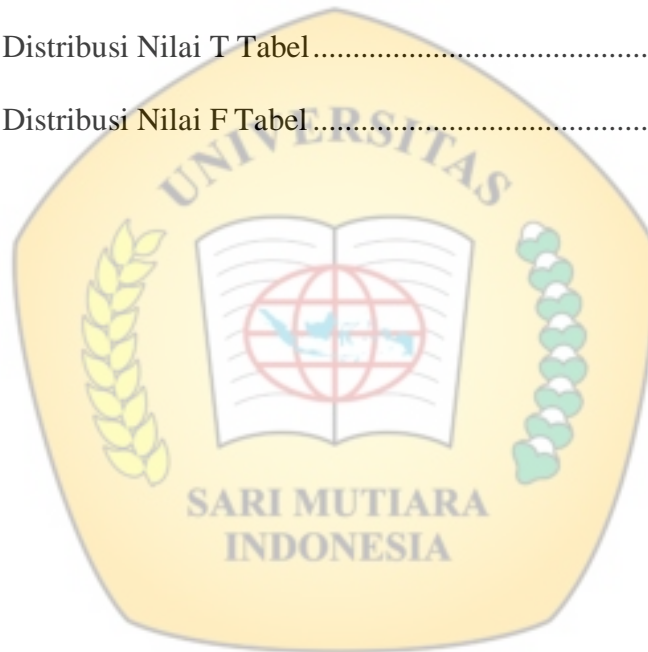 Distribusi Nilai T Tabel........................................
Distribusi Nilai F Tabel........................................
UNIVERSITAS
SARI MUTIARA
INDONESIA